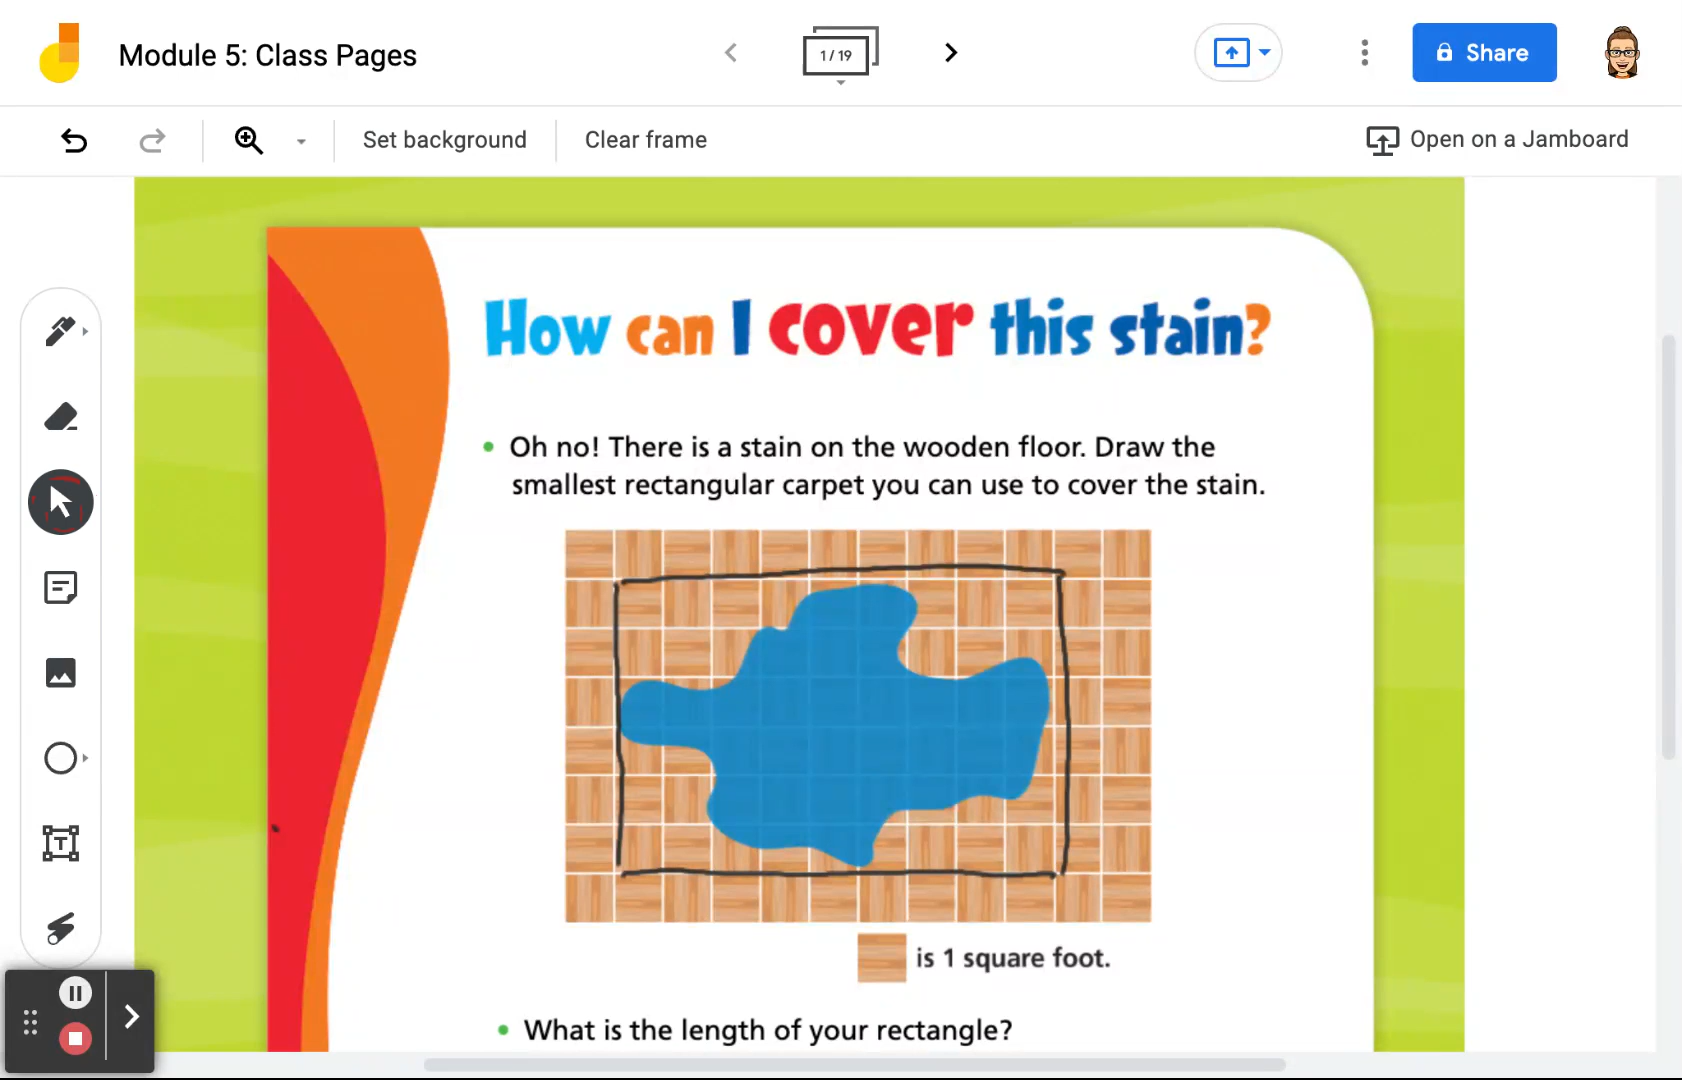 Module 5: Class Pages
1 / 19
Share
Set background
Clear frame
Open on a Jamboard
How can I cover this stain?
• Oh no! There is a stain on the wooden floor. Draw the
smallest rectangular carpet you can use to cover the stain.
is 1 square foot.
• What is the length of your rectangle?
T